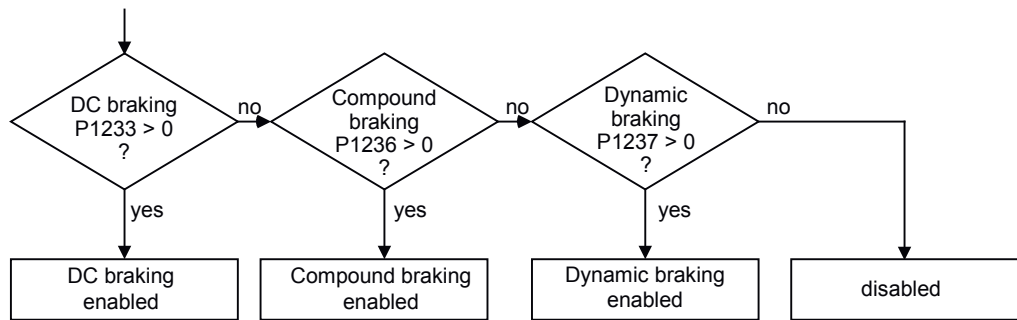 DC braking
P1233 > 0
?
no
Compound
braking
P1236 > 0
?
no
Dynamic
braking
P1237 > 0
?
no
yes
yes
yes
DC braking
enabled
Compound braking
enabled
Dynamic braking
enabled
disabled